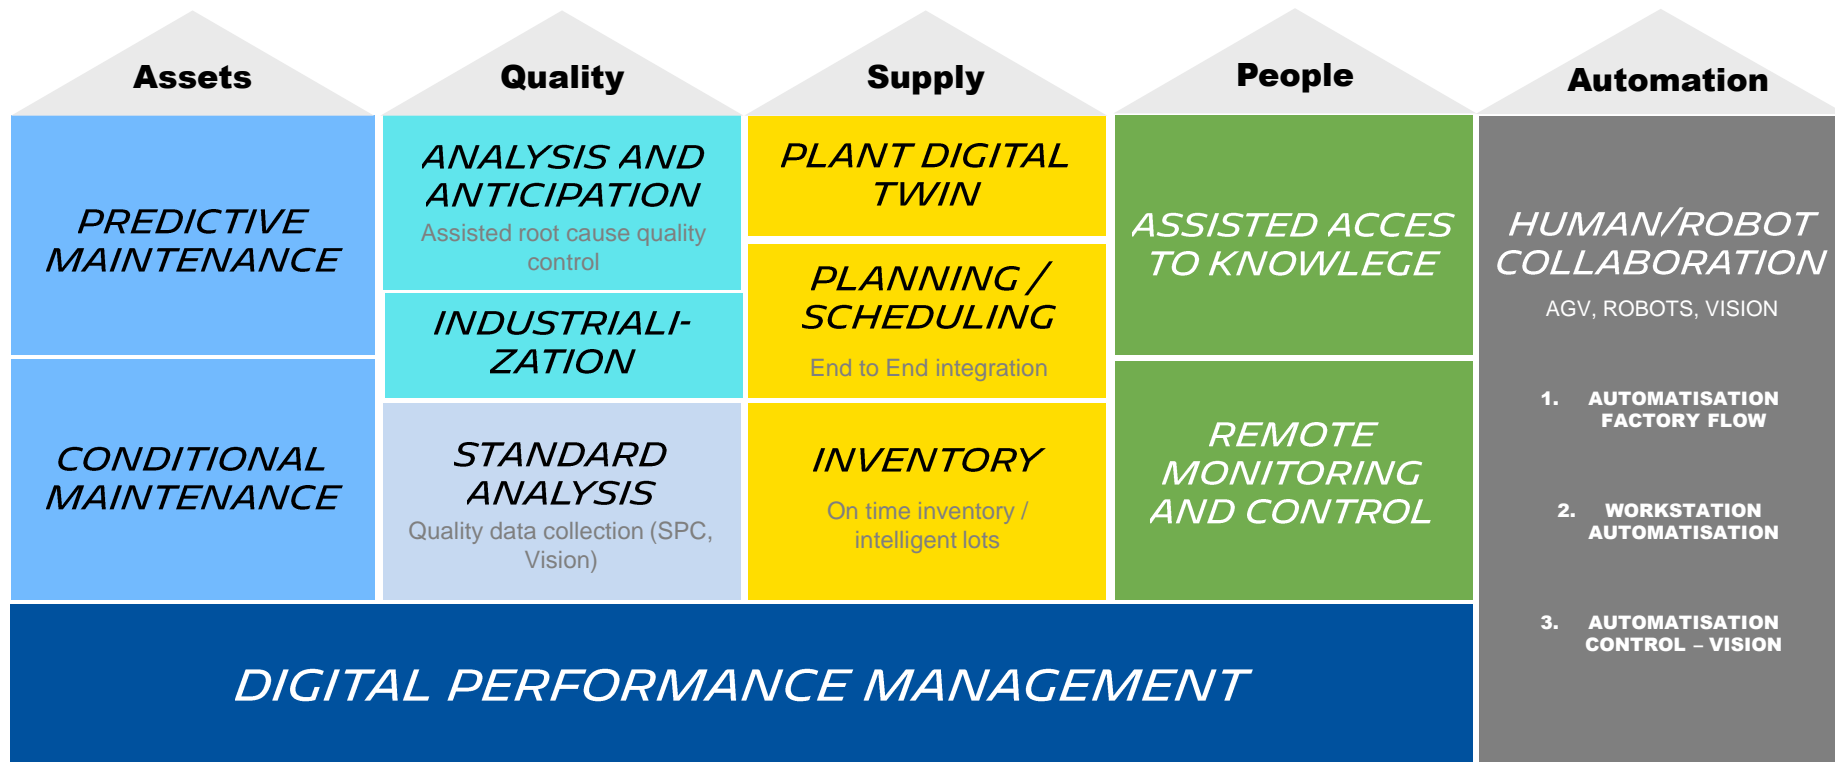 Assets
PREDICTIVE
MAINTENANCE
CONDITIONAL
MAINTENANCE
Quality
ANALYSIS AND
ANTICIPATION
Assisted root cause quality
control
INDUSTRIALI-
ZATION
STANDARD
ANALYSIS
Quality data collection (SPC,
Vision)
Supply
PLANT DIGITAL
TWIN
PLANNING /
SCHEDULING
End to End integration
INVENTORY
On time inventory /
intelligent lots
People
ASSISTED ACCES
TO KNOWLEGE
REMOTE
MONITORING
AND CONTROL
Automation
HUMAN/ROBOT
COLLABORATION
AGV, ROBOTS, VISION
1. AUTOMATISATION
FACTORY FLOW
2. WORKSTATION
AUTOMATISATION
3. AUTOMATISATION
CONTROL – VISION
DIGITAL PERFORMANCE MANAGEMENT